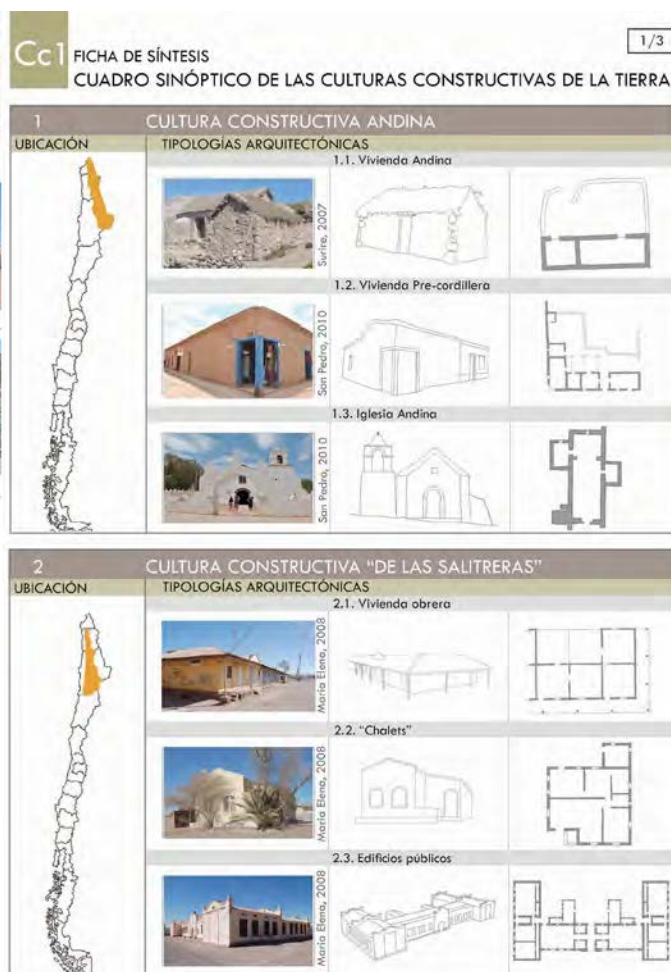 Cc1 FICHA DE SÍNTESIS
1/3
CUADRO SINÓPTICO DE LAS CULTURAS CONSTRUCTIVAS DE LA TIERRA
1 CULTURA CONSTRUCTIVA ANDINA
UBICACIÓN TIPOLOGÍAS ARQUITECTÓNICAS
1.1. Vivienda Andina
Surire, 2007
1.2. Vivienda Pre-cordillera
San Pedro, 2010
1.3. Iglesia Andina
San Pedro, 2010
2 CULTURA CONSTRUCTIVA "DE LAS SALITRERAS"
UBICACIÓN TIPOLOGÍAS ARQUITECTÓNICAS
2.1. Vivienda obrera
María Elena, 2008
2.2. "Chalets"
María Elena, 2008
2.3. Edificios públicos
María Elena, 2008